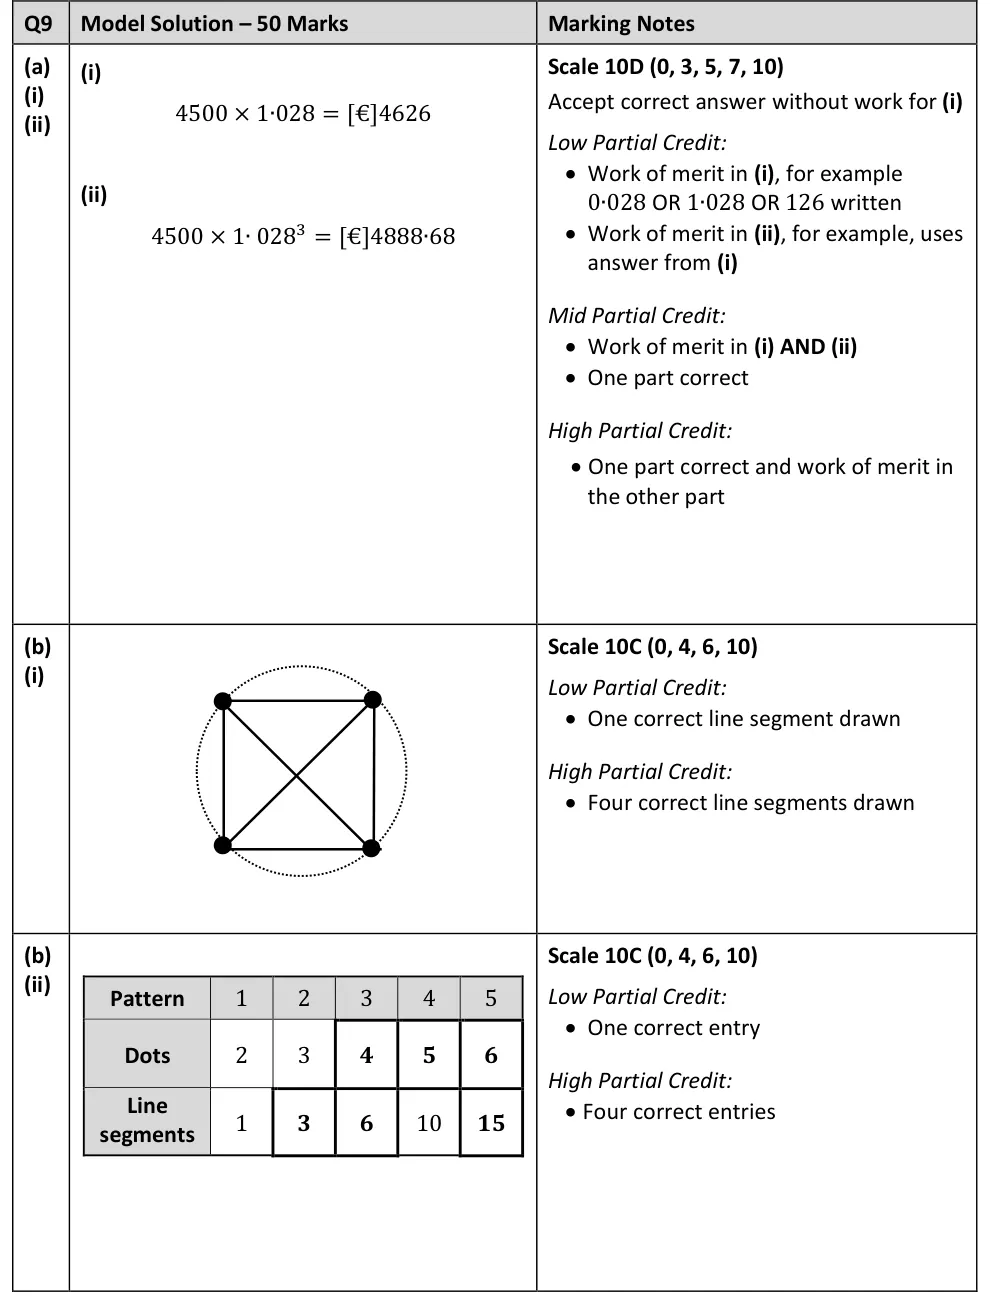 Q9 Model Solution – 50 Marks Marking Notes
(a)
(i)
(ii)
(i)
4500 × 1·028 = [€]4626
(ii)
4500 × 1· 028³ = [€]4888·68
Scale 10D (0, 3, 5, 7, 10)
Accept correct answer without work for (i)
Low Partial Credit:
• Work of merit in (i), for example
0·028 OR 1·028 OR 126 written
• Work of merit in (ii), for example, uses
answer from (i)
Mid Partial Credit:
• Work of merit in (i) AND (ii)
• One part correct
High Partial Credit:
• One part correct and work of merit in
the other part
(b)
(i)
Scale 10C (0, 4, 6, 10)
Low Partial Credit:
• One correct line segment drawn
High Partial Credit:
• Four correct line segments drawn
(b)
(ii)
Pattern 1 2 3 4 5
Dots 2 3 4 5 6
Line
segments 1 3 6 10 15
Scale 10C (0, 4, 6, 10)
Low Partial Credit:
• One correct entry
High Partial Credit:
• Four correct entries